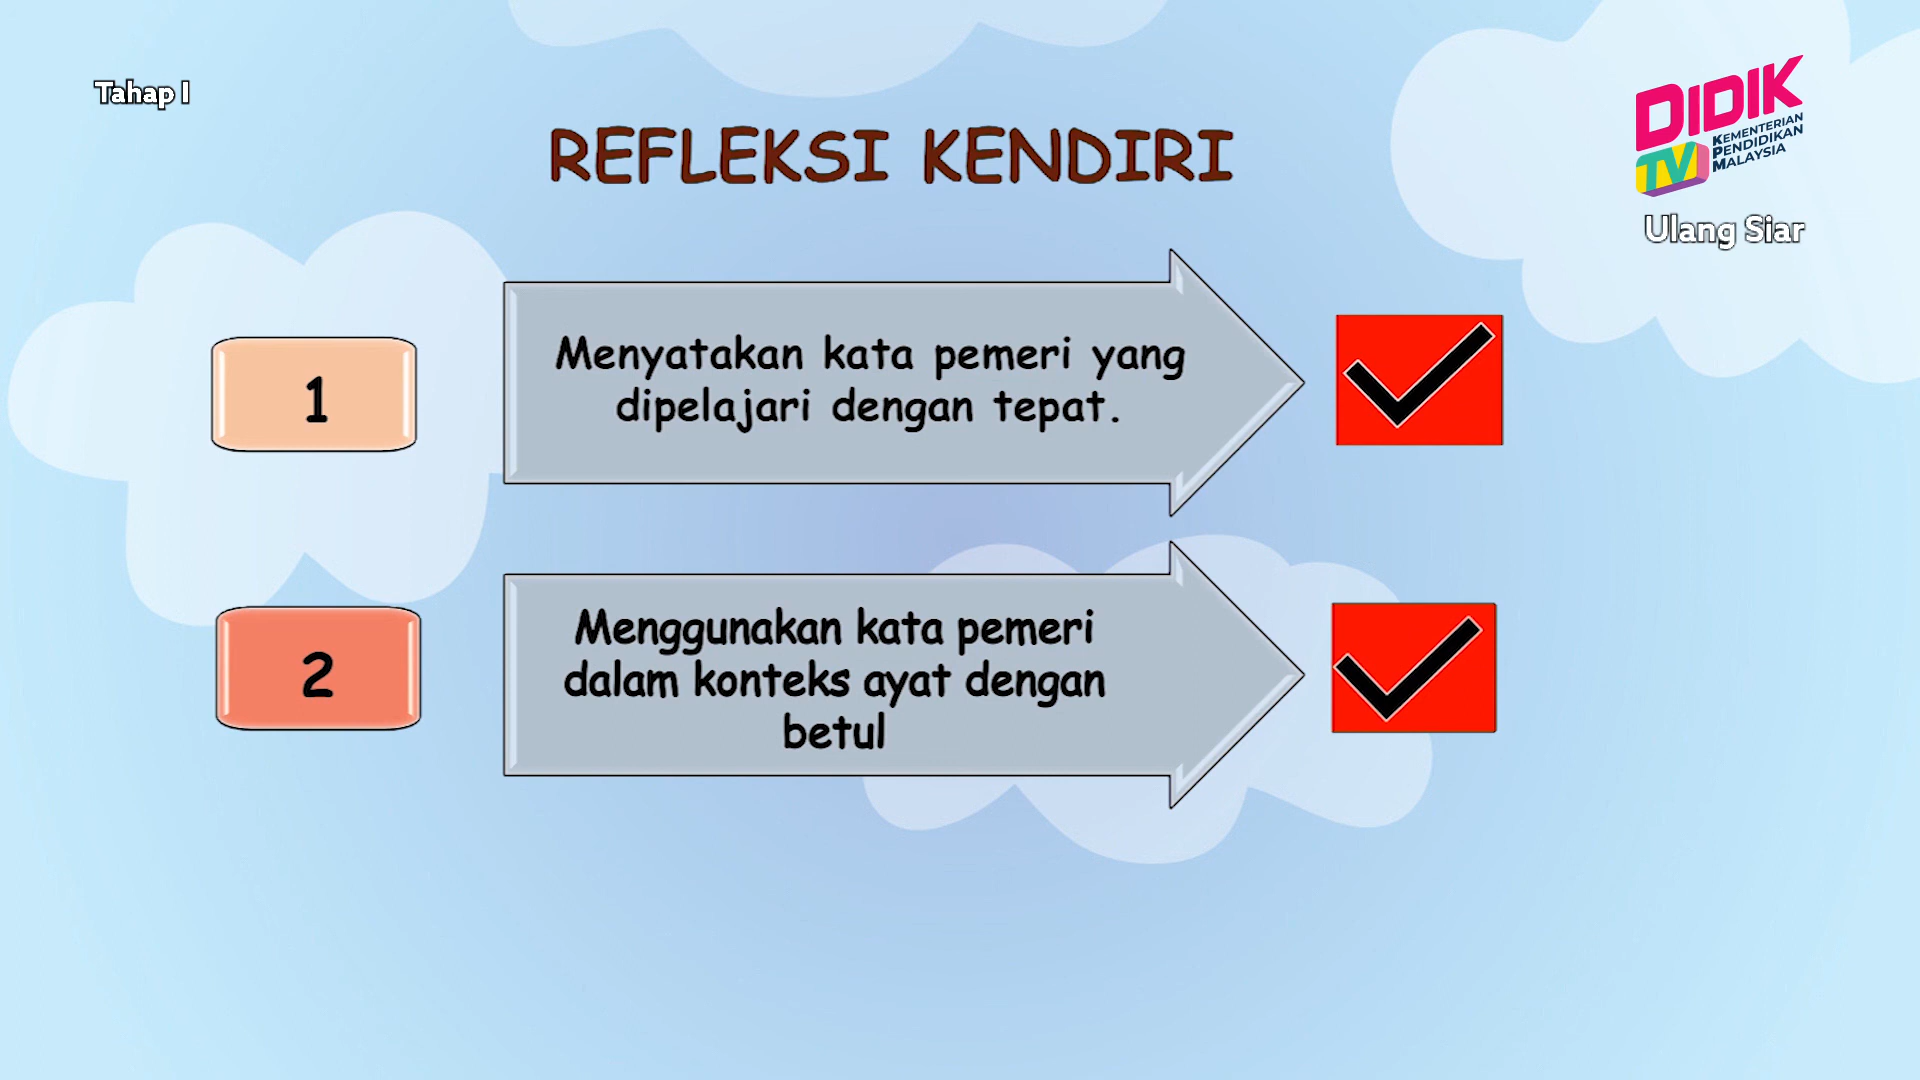 Tahap I
REFLEKSI KENDIRI
DIDIK
TV
KEMENTERIAN
PENDIDIKAN
MALAYSIA
Ulang Siar
1
Menyatakan kata pemeri yang
dipelajari dengan tepat.
2
Menggunakan kata pemeri
dalam konteks ayat dengan
betul